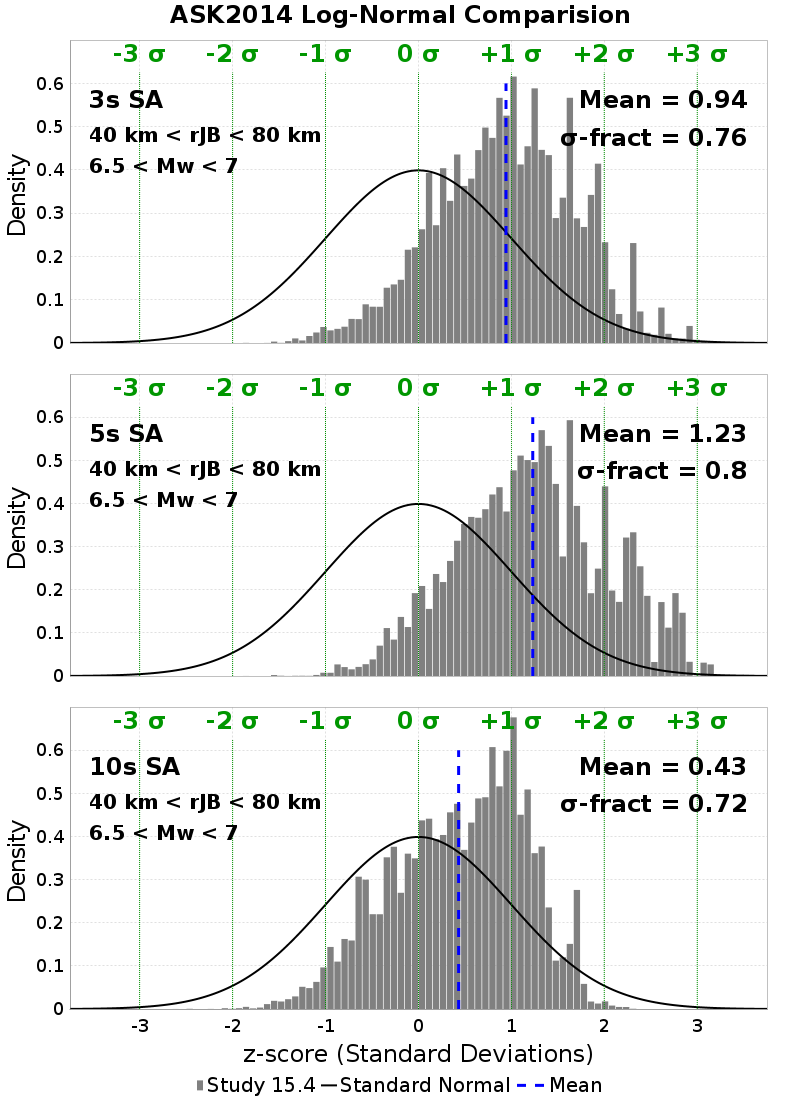 ASK2014 Log-Normal Comparision
-3 σ -2 σ -1 σ 0 σ +1 σ +2 σ +3 σ
3s SA
Mean = 0.94
40 km < rJB < 80 km
σ-fract = 0.76
6.5 < Mw < 7
0.6
0.5
0.4
0.3
0.2
0.1
0
Density
-3 σ -2 σ -1 σ 0 σ +1 σ +2 σ +3 σ
5s SA
Mean = 1.23
40 km < rJB < 80 km
σ-fract = 0.8
6.5 < Mw < 7
0.6
0.5
0.4
0.3
0.2
0.1
0
Density
-3 σ -2 σ -1 σ 0 σ +1 σ +2 σ +3 σ
10s SA
Mean = 0.43
40 km < rJB < 80 km
σ-fract = 0.72
6.5 < Mw < 7
0.6
0.5
0.4
0.3
0.2
0.1
0
Density
-3 -2 -1 0 1 2 3
z-score (Standard Deviations)
Study 15.4 Standard Normal Mean